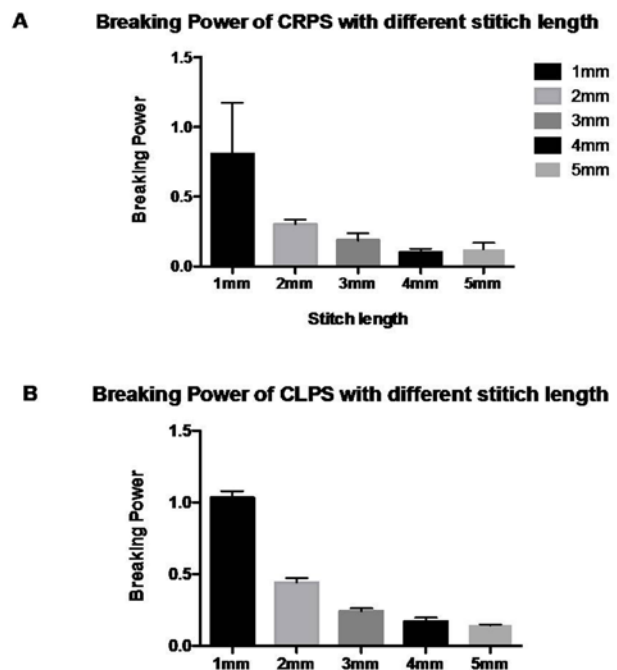 A Breaking Power of CRPS with different stitich length
1.5
1.0
0.5
0.0
Breaking Power
1mm
2mm
3mm
4mm
5mm
1mm 2mm 3mm 4mm 5mm
Stitch length
B Breaking Power of CLPS with different stitich length
1.5
1.0
0.5
0.0
Breaking Power
1mm 2mm 3mm 4mm 5mm